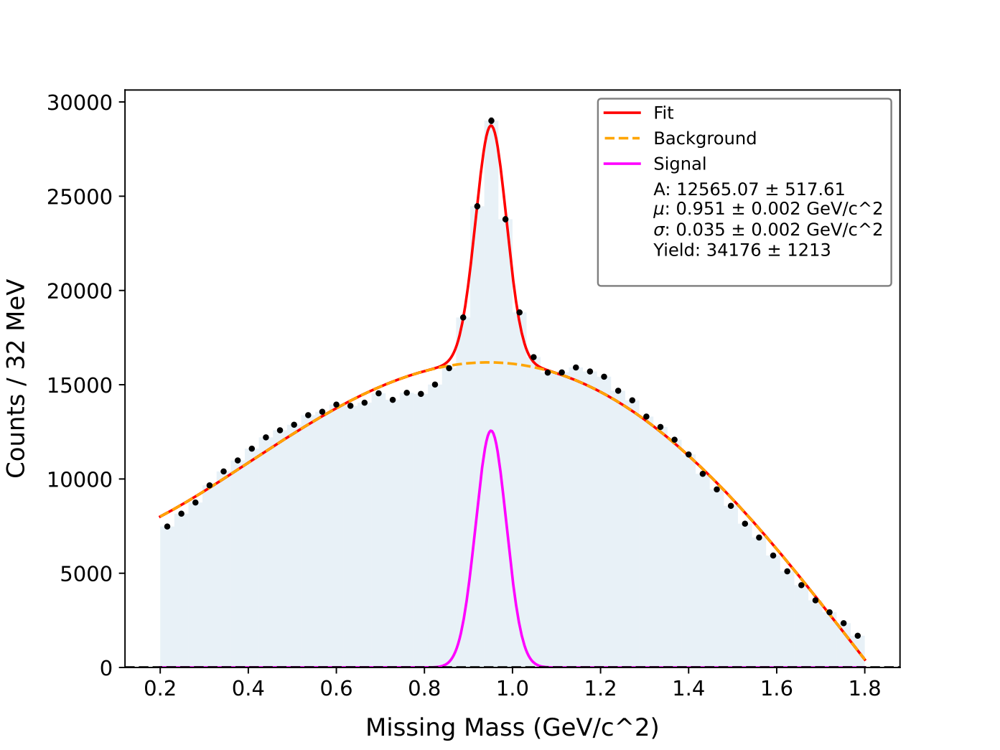 30000
25000
20000
15000
10000
5000
0
Counts / 32 MeV
Fit
Background
Signal
A: 12565.07 ± 517.61
μ: 0.951 ± 0.002 GeV/c^2
σ: 0.035 ± 0.002 GeV/c^2
Yield: 34176 ± 1213
0.2 0.4 0.6 0.8 1.0 1.2 1.4 1.6 1.8
Missing Mass (GeV/c^2)